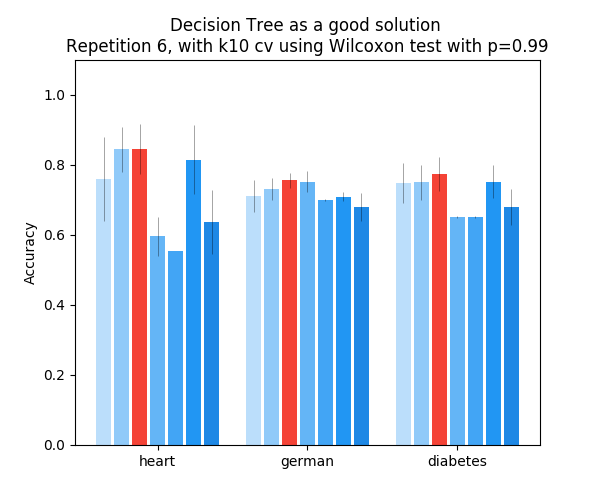 Decision Tree as a good solution
Repetition 6, with k10 cv using Wilcoxon test with p=0.99
1.0
0.8
0.6
0.4
0.2
0.0
Accuracy
heart german diabetes